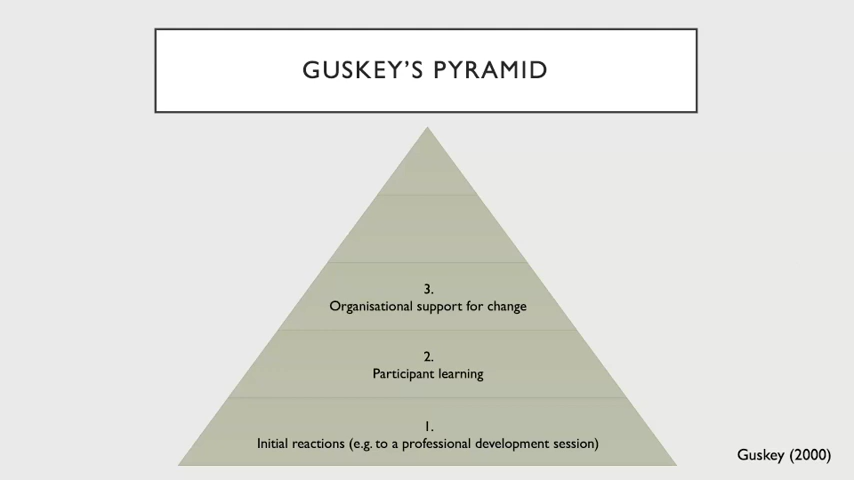 GUSKEY'S PYRAMID
3.
Organisational support for change
2.
Participant learning
1.
Initial reactions (e.g. to a professional development session)
Guskey (2000)